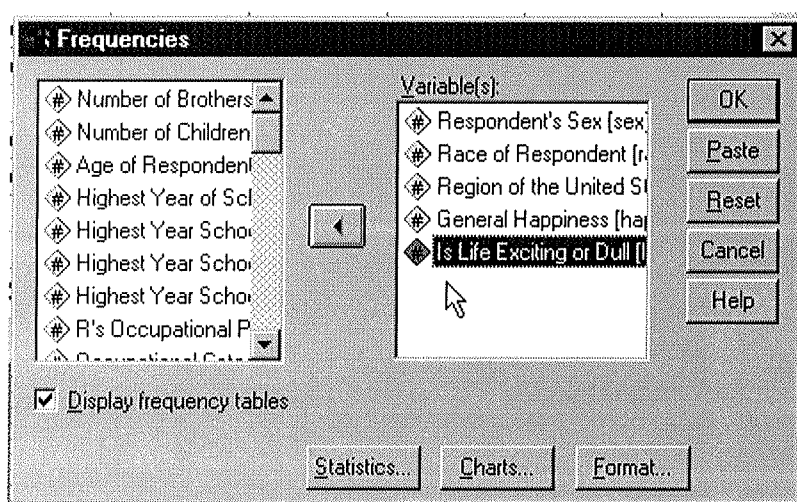 Frequencies
Number of Brothers
Number of Children
Age of Respondent
Highest Year of Scl
Highest Year Schoo
Highest Year Schoo
Highest Year Schoo
R's Occupational P
Variable(s):
Respondent's Sex [sex]
Race of Respondent [r
Region of the United St
General Happiness [hap
Is Life Exciting or Dull [l
OK
Paste
Reset
Cancel
Help
Display frequency tables
Statistics...
Charts...
Format...